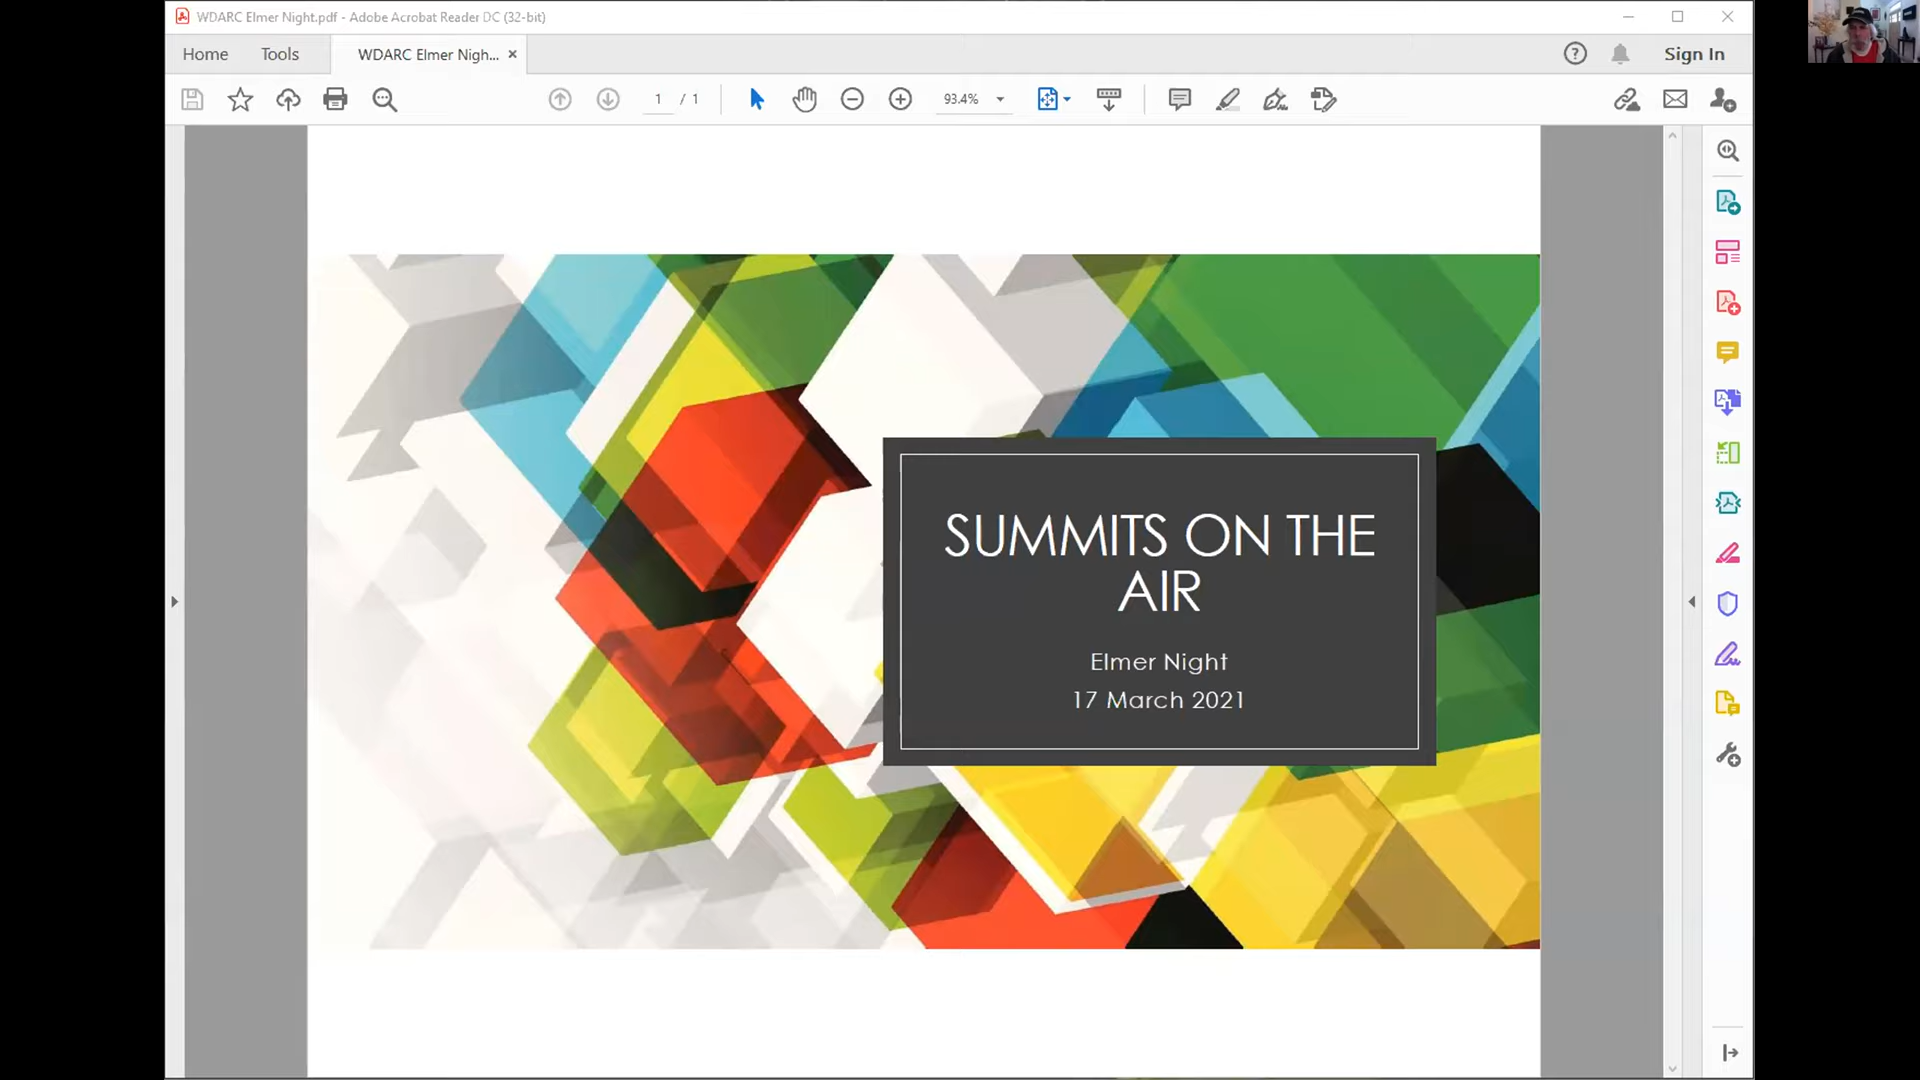 WDARC Elmer Night.pdf - Adobe Acrobat Reader DC (32-bit)
Home
Tools
WDARC Elmer Nigh...
Sign In
1 / 1
93.4%
SUMMITS ON THE
AIR
Elmer Night
17 March 2021